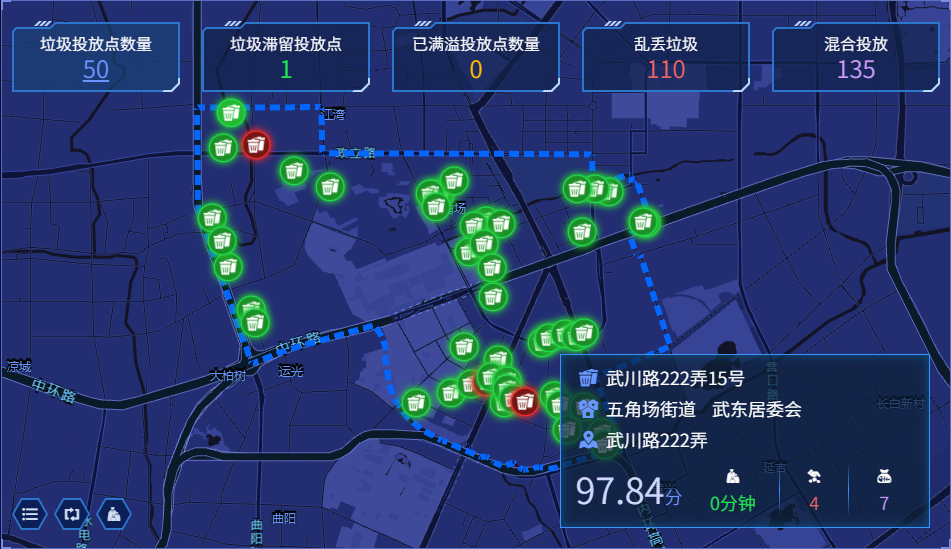 垃圾投放点数量
50
垃圾滞留投放点
1
已满溢投放点数量
0
乱丢垃圾
110
混合投放
135
江湾
政立路
场
中环路
大柏树
运光
凉城
中环路
营口路
武川路222弄15号
五角场街道 武东居委会
长白新村
武川路222弄
延吉
97.84分
0分钟
4
7
曲阳
曲阳
水电路